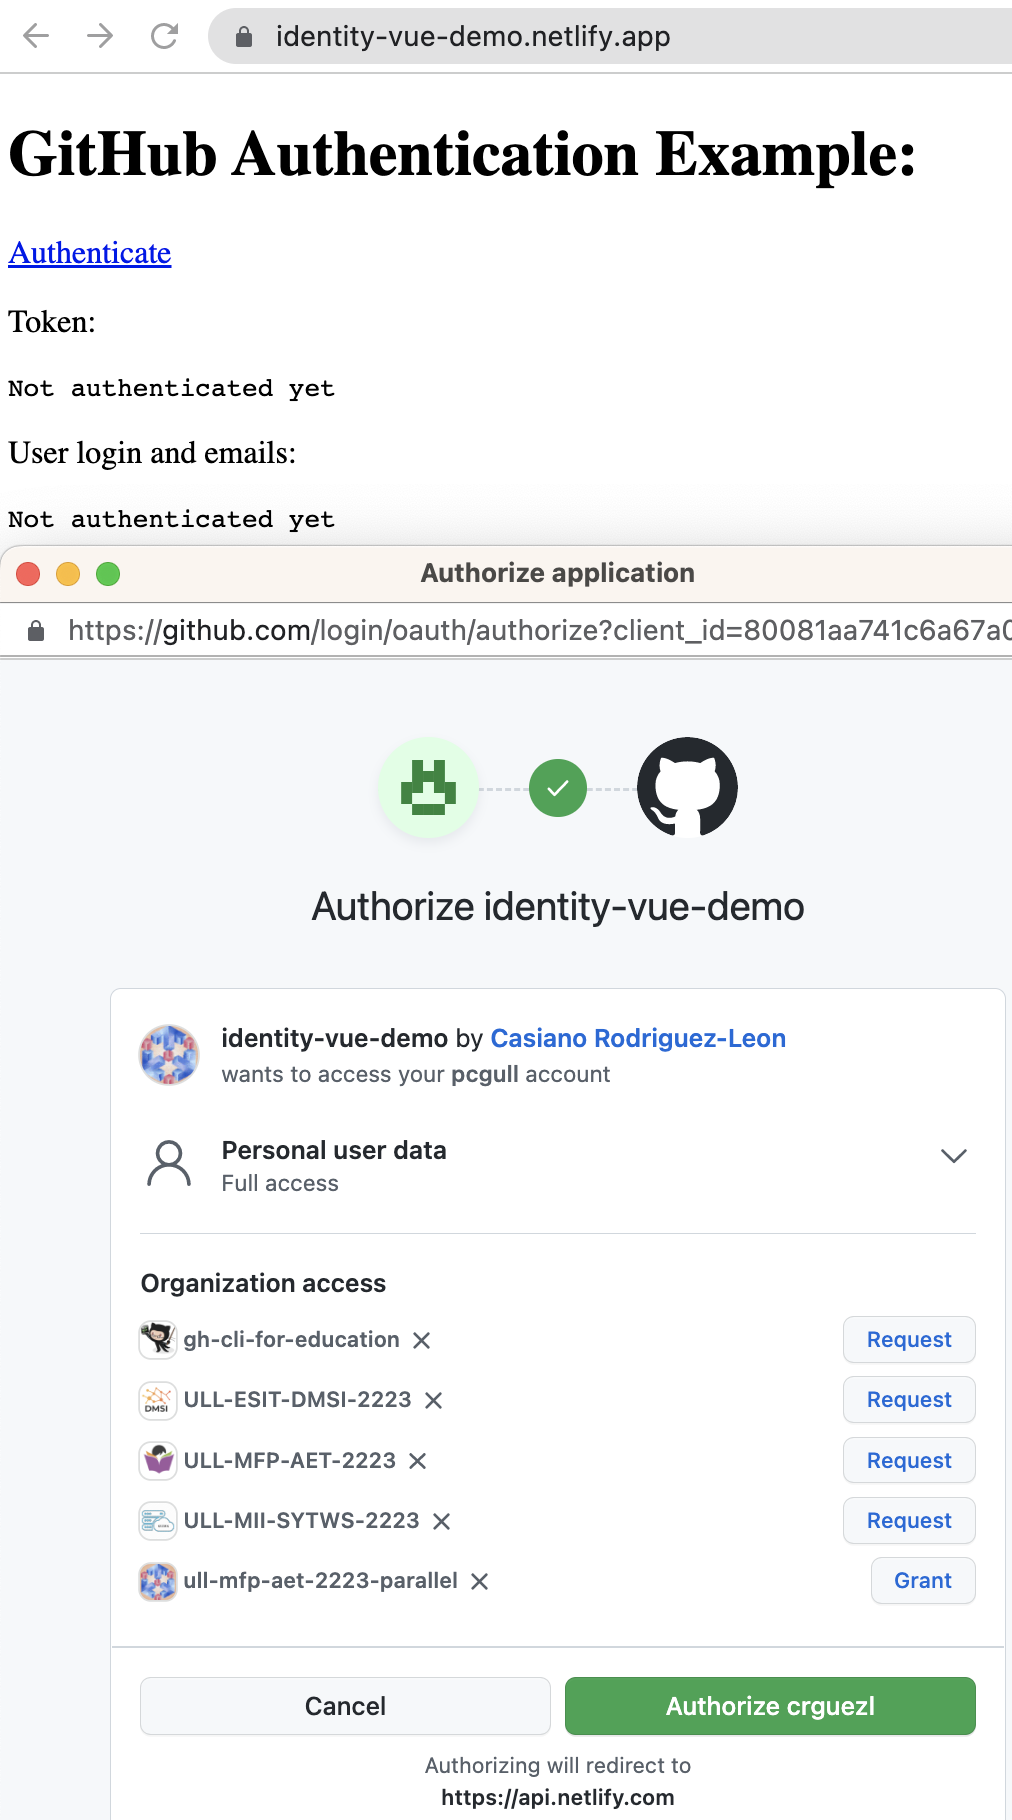 identity-vue-demo.netlify.app
GitHub Authentication Example:
Authenticate
Token:
Not authenticated yet
User login and emails:
Not authenticated yet
Authorize application
https://github.com/login/oauth/authorize?client_id=80081aa741c6a67a0
Authorize identity-vue-demo
identity-vue-demo by Casiano Rodriguez-Leon
wants to access your pcgull account
Personal user data
Full access
Organization access
gh-cli-for-education Request
ULL-ESIT-DMSI-2223 Request
DMSI
ULL-MFP-AET-2223 Request
ULL-MII-SYTWS-2223 Request
ull-mfp-aet-2223-parallel Grant
Cancel Authorize crguezl
Authorizing will redirect to
https://api.netlify.com